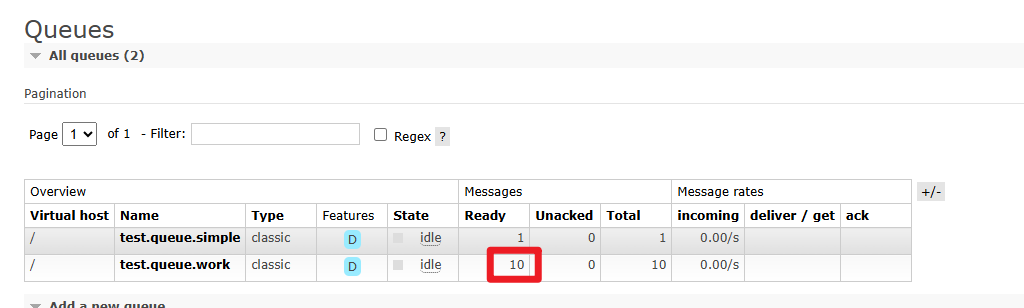 Queues
All queues (2)
Pagination
Page 1 of 1 - Filter: Regex ?
Overview Messages Message rates +/-
Virtual host Name Type Features State Ready Unacked Total incoming deliver / get ack
/ test.queue.simple classic D idle 1 0 1 0.00/s
/ test.queue.work classic D idle 10 0 10 0.00/s
Add a new queue